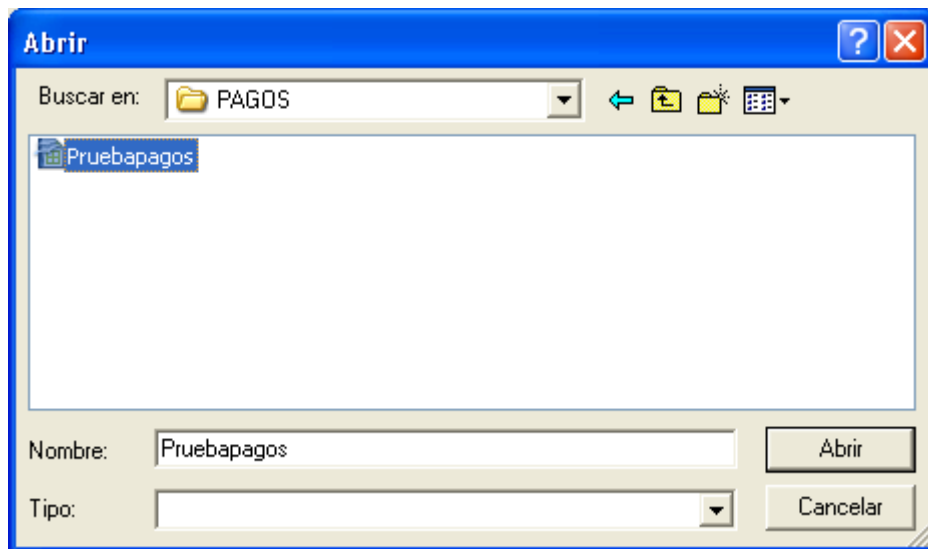 Abrir
Buscar en: PAGOS
Pruebapagos
Nombre: Pruebapagos Abrir
Tipo: Cancelar